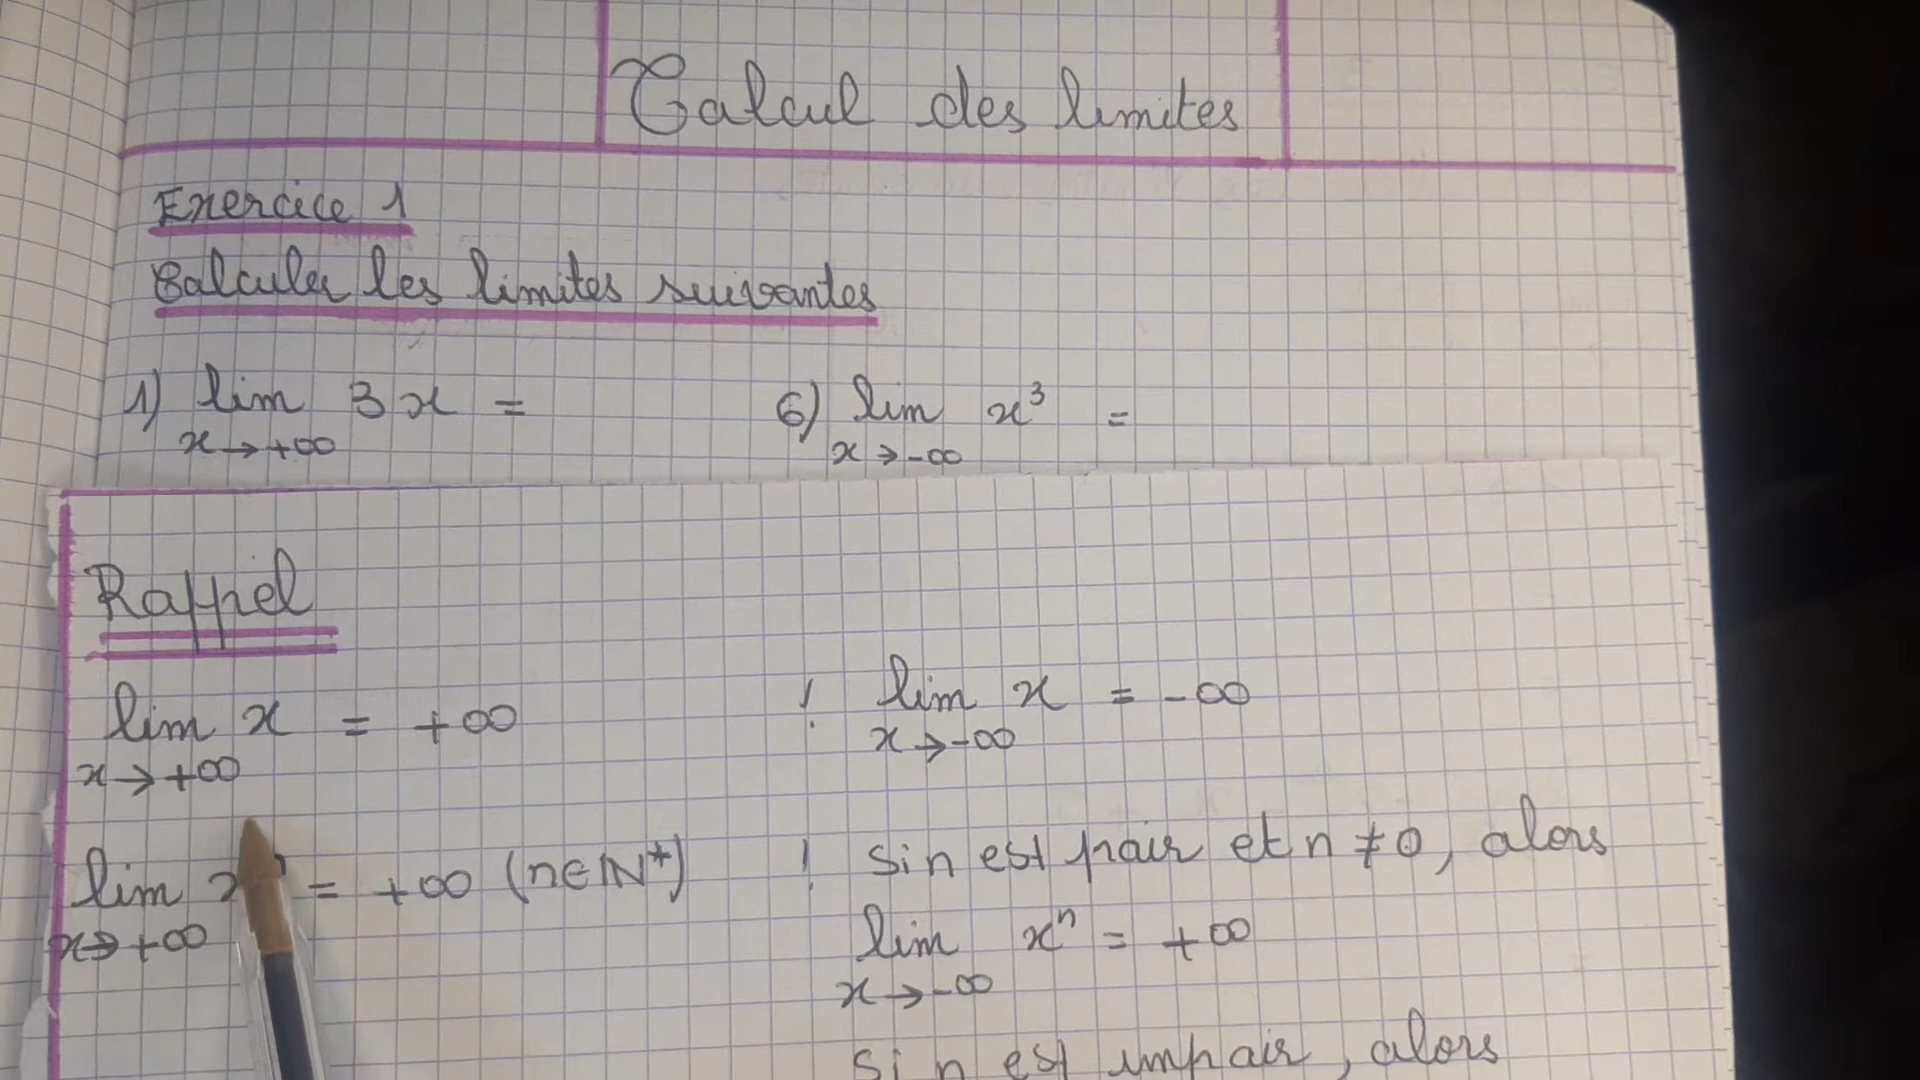 Calcul des limites
Exercice 1
Calculer les limites suivantes
1) lim 3x =
x → +∞
6) lim x³ =
x → -∞
Rappel
lim x = +∞
x → +∞
! lim x = -∞
x → -∞
lim = +∞ (n∈ℕ*)
x → +∞
! Si n est pair et n ≠ 0, alors
lim xⁿ = +∞
x → -∞
Si n est impair, alors